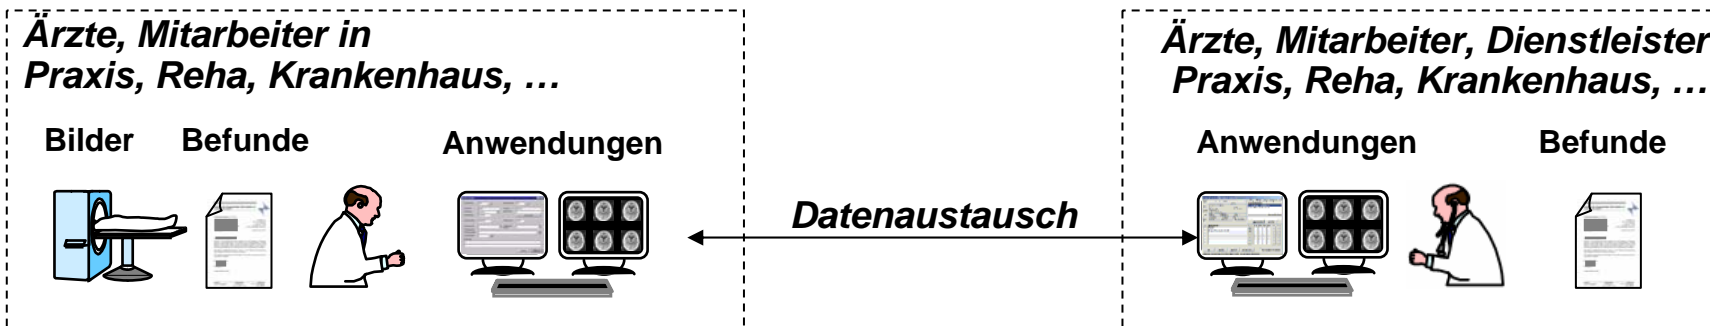 Ärzte, Mitarbeiter in
Praxis, Reha, Krankenhaus, …
Bilder
Befunde
Anwendungen
Datenaustausch
Ärzte, Mitarbeiter, Dienstleister
Praxis, Reha, Krankenhaus, …
Anwendungen
Befunde